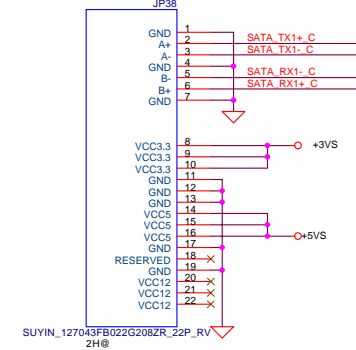 JP38
GND 1
A+ 2 SATA_TX1+_C
A- 3 SATA_TX1-_C
GND 4
B- 5 SATA_RX1-_C
B+ 6 SATA_RX1+_C
GND 7
VCC3.3 8 +3VS
VCC3.3 9
VCC3.3 10
GND 11
GND 12
GND 13
VCC5 14
VCC5 15
VCC5 16 +5VS
GND 17
RESERVED 18
GND 19
VCC12 20
VCC12 21
VCC12 22
SUYIN_127043FB022G208ZR_22P_RV
2H@